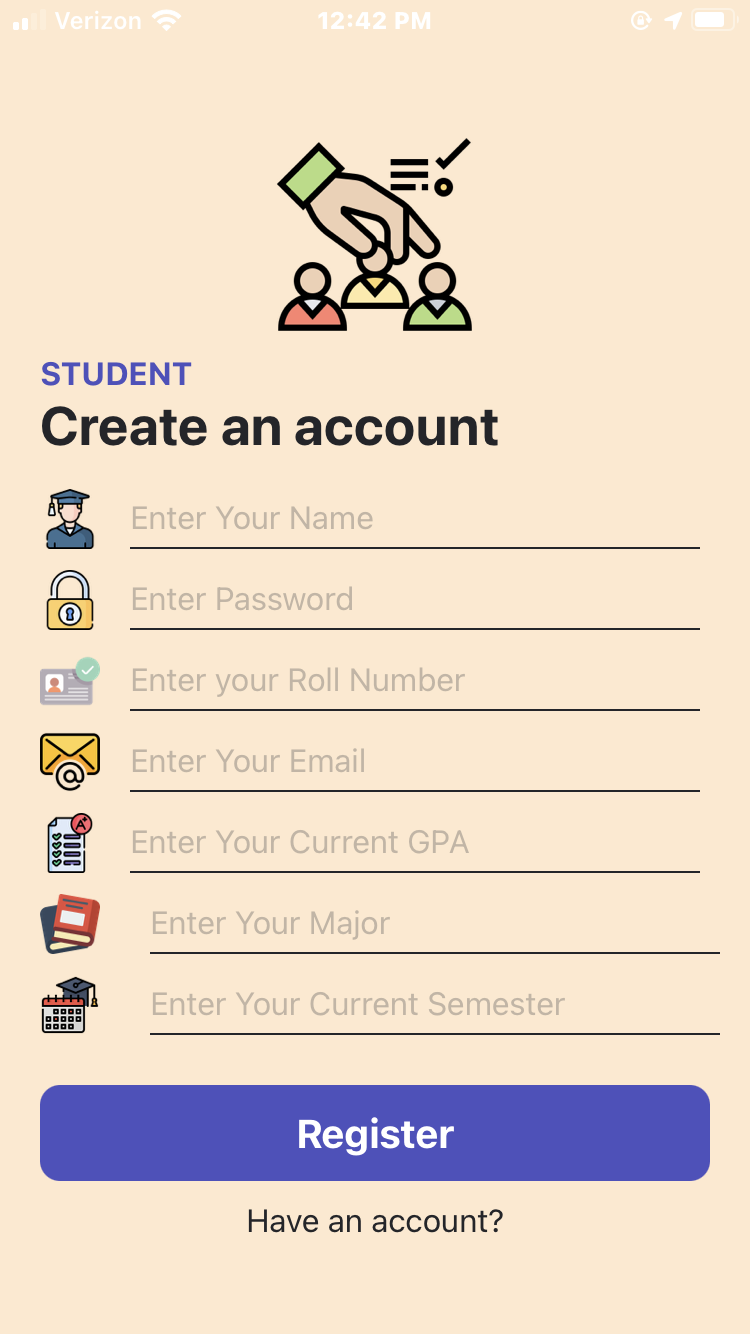 Verizon 12:42 PM
STUDENT
Create an account
Enter Your Name
Enter Password
Enter your Roll Number
Enter Your Email
Enter Your Current GPA
Enter Your Major
Enter Your Current Semester
Register
Have an account?